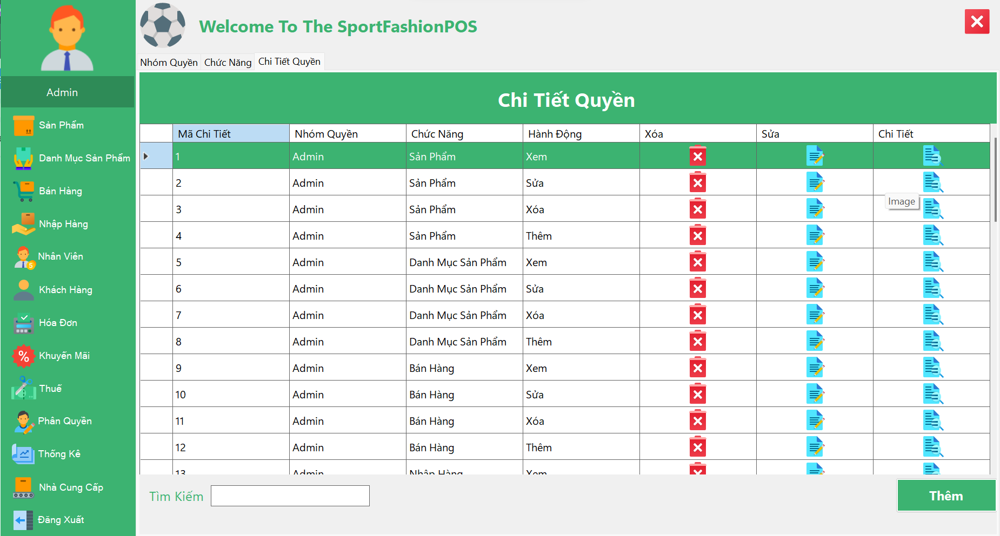 Welcome To The SportFashionPOS
Nhóm Quyền Chức Năng Chi Tiết Quyền
Admin
Sản Phẩm
Danh Mục Sản Phẩm
Bán Hàng
Nhập Hàng
Nhân Viên
Khách Hàng
Hóa Đơn
Khuyến Mãi
Thuế
Phân Quyền
Thống Kê
Nhà Cung Cấp
Đăng Xuất
Chi Tiết Quyền
Mã Chi Tiết Nhóm Quyền Chức Năng Hành Động Xóa Sửa Chi Tiết
1 Admin Sản Phẩm Xem
2 Admin Sản Phẩm Sửa
Image
3 Admin Sản Phẩm Xóa
4 Admin Sản Phẩm Thêm
5 Admin Danh Mục Sản Phẩm Xem
6 Admin Danh Mục Sản Phẩm Sửa
7 Admin Danh Mục Sản Phẩm Xóa
8 Admin Danh Mục Sản Phẩm Thêm
9 Admin Bán Hàng Xem
10 Admin Bán Hàng Sửa
11 Admin Bán Hàng Xóa
12 Admin Bán Hàng Thêm
13 Admin Nhập Hàng Xem
Tìm Kiếm
Thêm